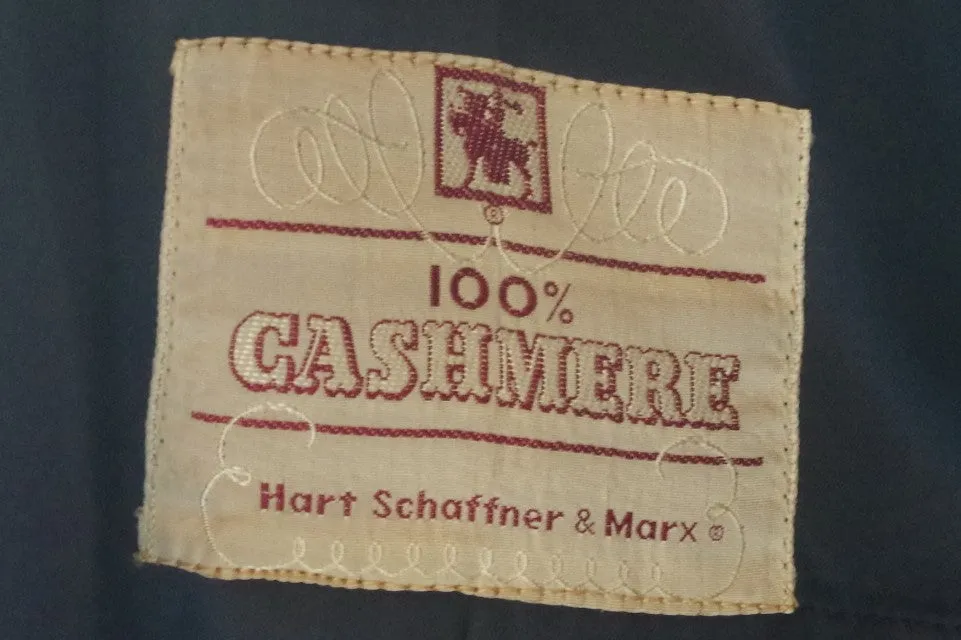 ®
100%
CASHMERE
Hart Schaffner & Marx ®